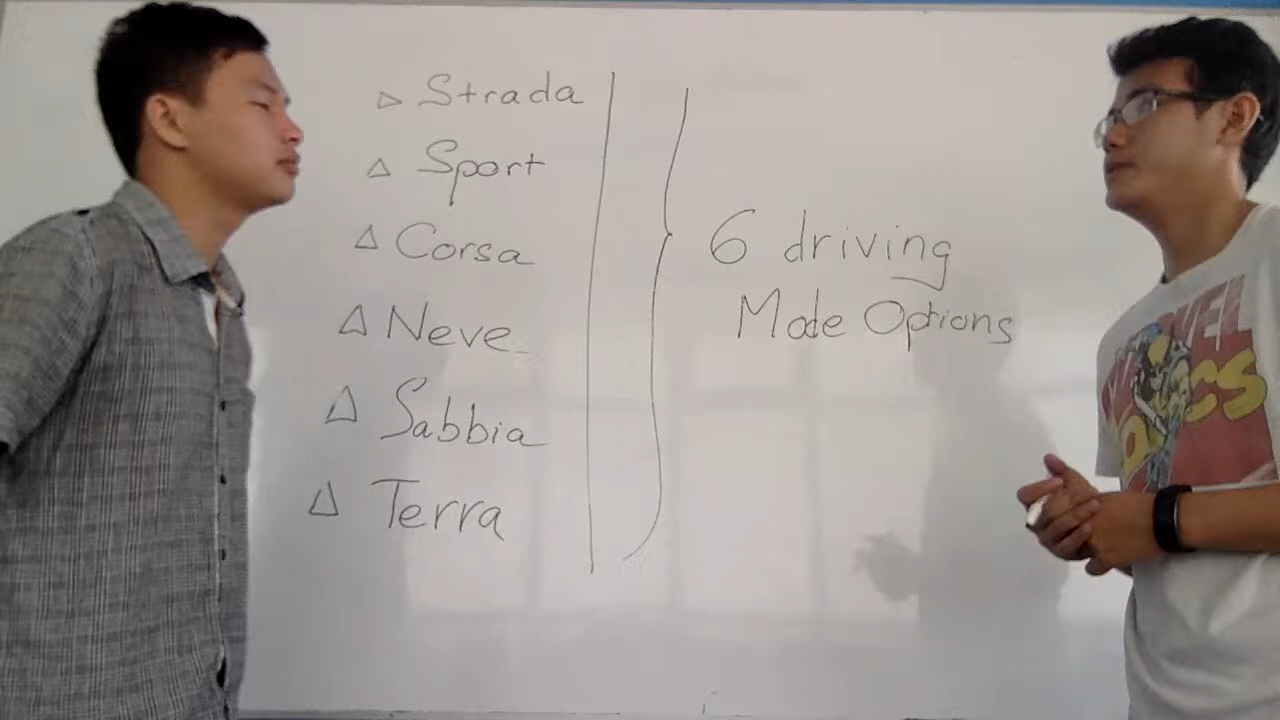 Strada
Sport
Corsa
Neve
Sabbia
Terra
6 driving
Mode Options